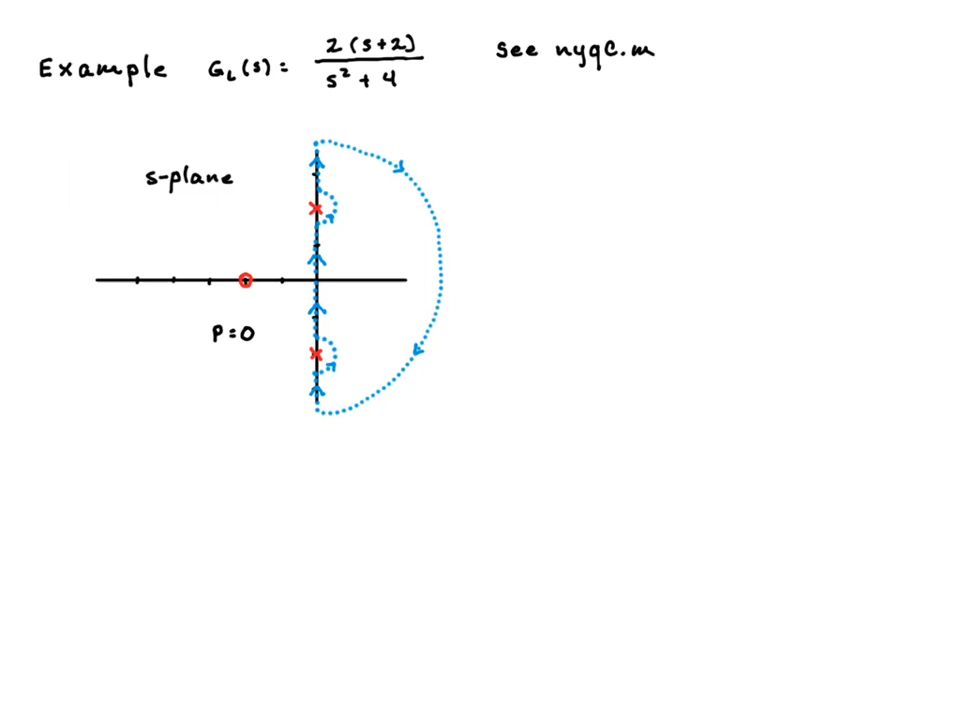 Example G_L(s) = 2(s+2) / s² + 4 see nyqc.m
s-plane
P=0